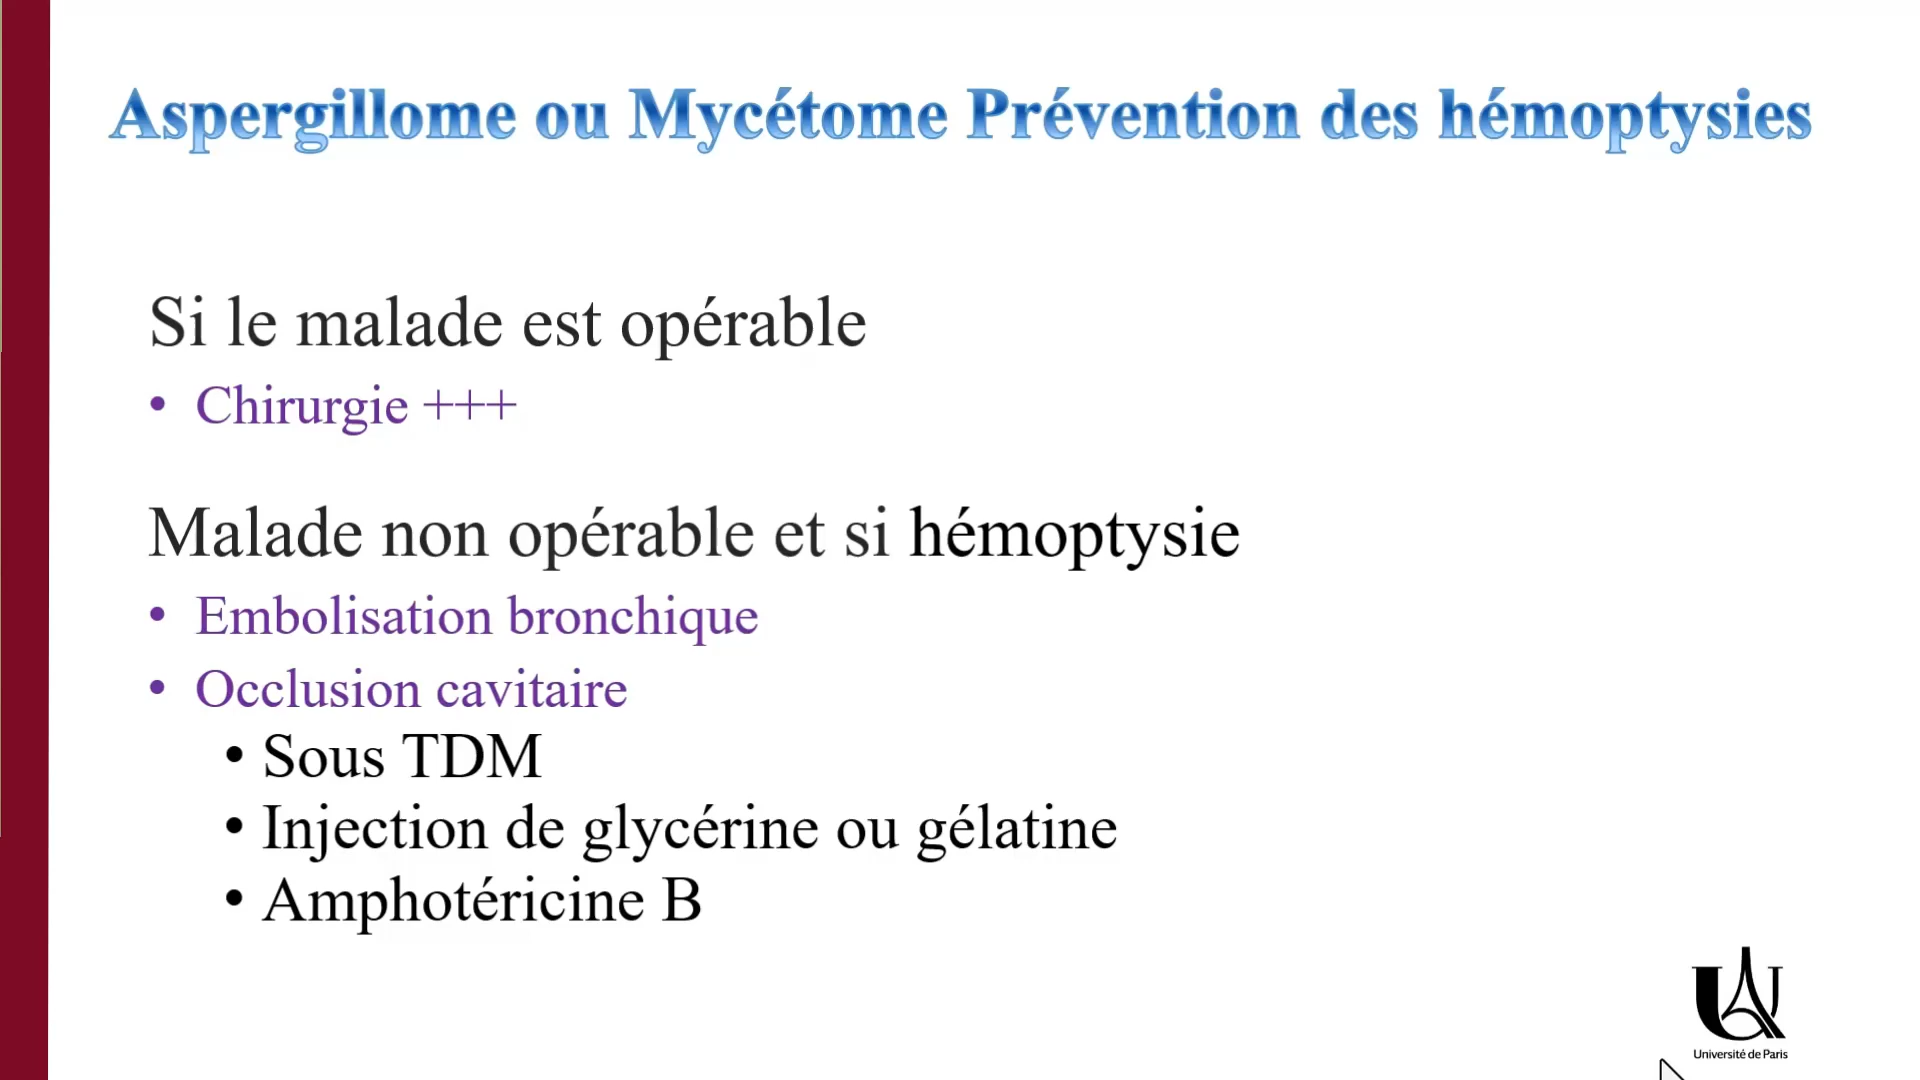 Aspergillome ou Mycétome Prévention des hémoptysies
Si le malade est opérable
• Chirurgie +++
Malade non opérable et si hémoptysie
• Embolisation bronchique
• Occlusion cavitaire
• Sous TDM
• Injection de glycérine ou gélatine
• Amphotéricine B
Université de Paris